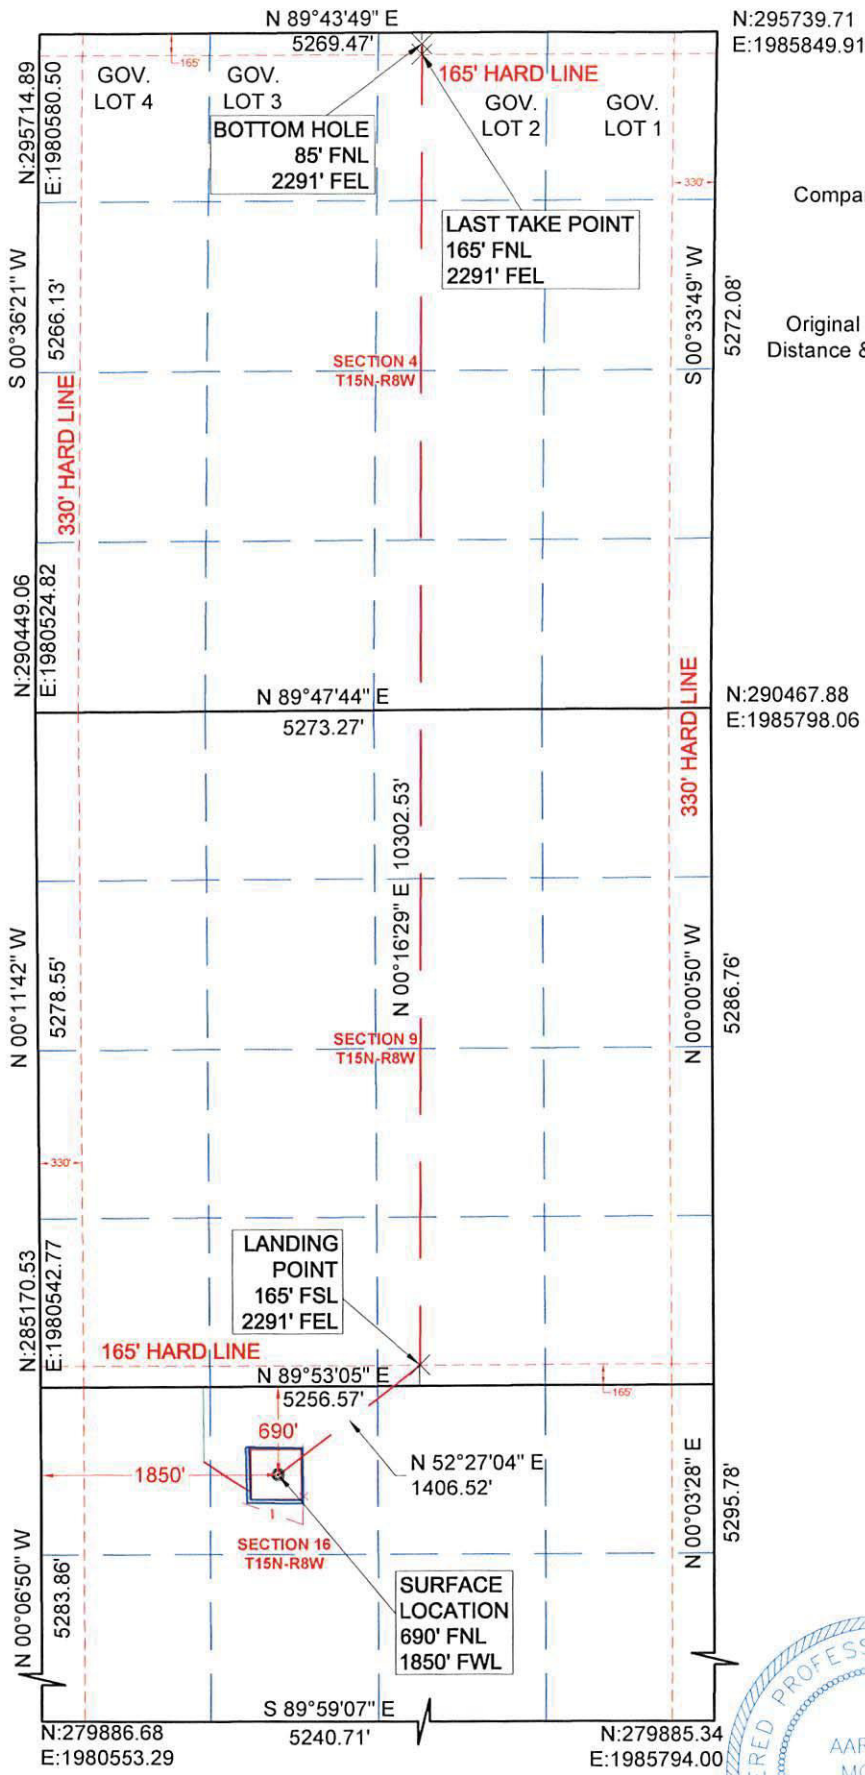 N 89°43'49" E
5269.47'
N:295739.71
E:1985849.91
N:295714.89
E:1980580.50
165'
165' HARD LINE
GOV.
LOT 4
GOV.
LOT 3
GOV.
LOT 2
GOV.
LOT 1
BOTTOM HOLE
85' FNL
2291' FEL
330'
LAST TAKE POINT
165' FNL
2291' FEL
S 00°36'21" W
5266.13'
S 00°33'49" W
5272.08'
Original
Distance &
SECTION 4
T15N-R8W
330' HARD LINE
N:290449.06
E:1980524.82
N 89°47'44" E
5273.27'
330' HARD LINE
N:290467.88
E:1985798.06
N 00°16'29" E 10302.53'
N 00°11'42" W
5278.55'
N 00°00'50" W
5286.76'
SECTION 9
T15N-R8W
330'
LANDING
POINT
165' FSL
2291' FEL
N:285170.53
E:1980542.77
165' HARD LINE
N 89°53'05" E
5256.57'
165'
690'
1850'
N 52°27'04" E
1406.52'
N 00°03'28" E
5295.78'
SECTION 16
T15N-R8W
N 00°06'50" W
5283.86'
SURFACE
LOCATION
690' FNL
1850' FWL
S 89°59'07" E
5240.71'
N:279886.68
E:1980553.29
N:279885.34
E:1985794.00